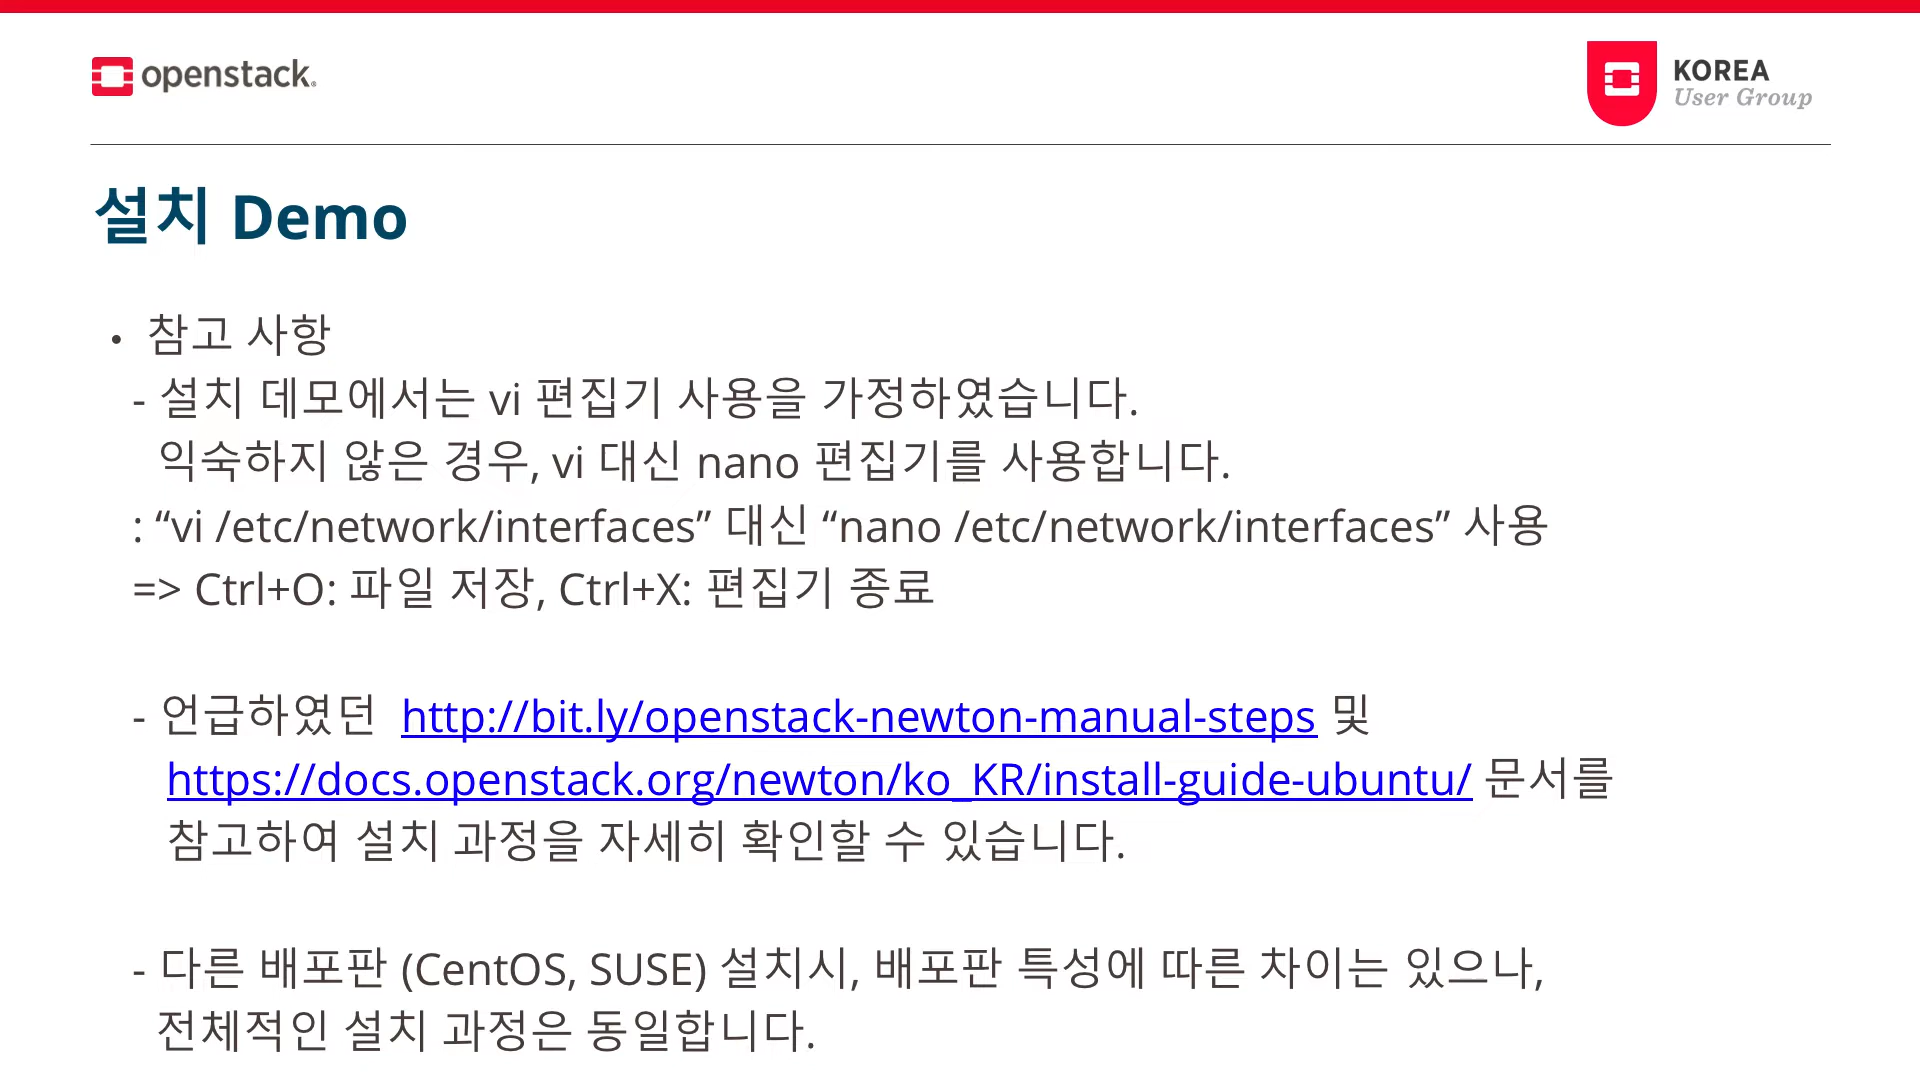 openstack.
KOREA
User Group
설치 Demo
• 참고 사항
- 설치 데모에서는 vi 편집기 사용을 가정하였습니다.
익숙하지 않은 경우, vi 대신 nano 편집기를 사용합니다.
: “vi /etc/network/interfaces” 대신 “nano /etc/network/interfaces” 사용
=> Ctrl+O: 파일 저장, Ctrl+X: 편집기 종료
- 언급하였던 http://bit.ly/openstack-newton-manual-steps 및
https://docs.openstack.org/newton/ko_KR/install-guide-ubuntu/ 문서를
참고하여 설치 과정을 자세히 확인할 수 있습니다.
- 다른 배포판 (CentOS, SUSE) 설치시, 배포판 특성에 따른 차이는 있으나,
전체적인 설치 과정은 동일합니다.